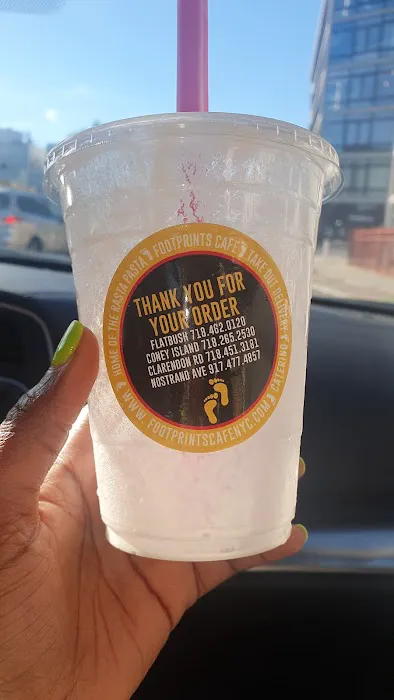 FOOTPRINTS CAFE
TAKE OUT DELIVERY
CATERING
WWW.FOOTPRINTSCAFENYC.COM
HOME OF THE RASTA PASTA
THANK YOU FOR
YOUR ORDER
FLATBUSH 718.462.0120
CONEY ISLAND 718.265.2530
CLARENDON RD 718.451.3181
NOSTRAND AVE 917.477.4857